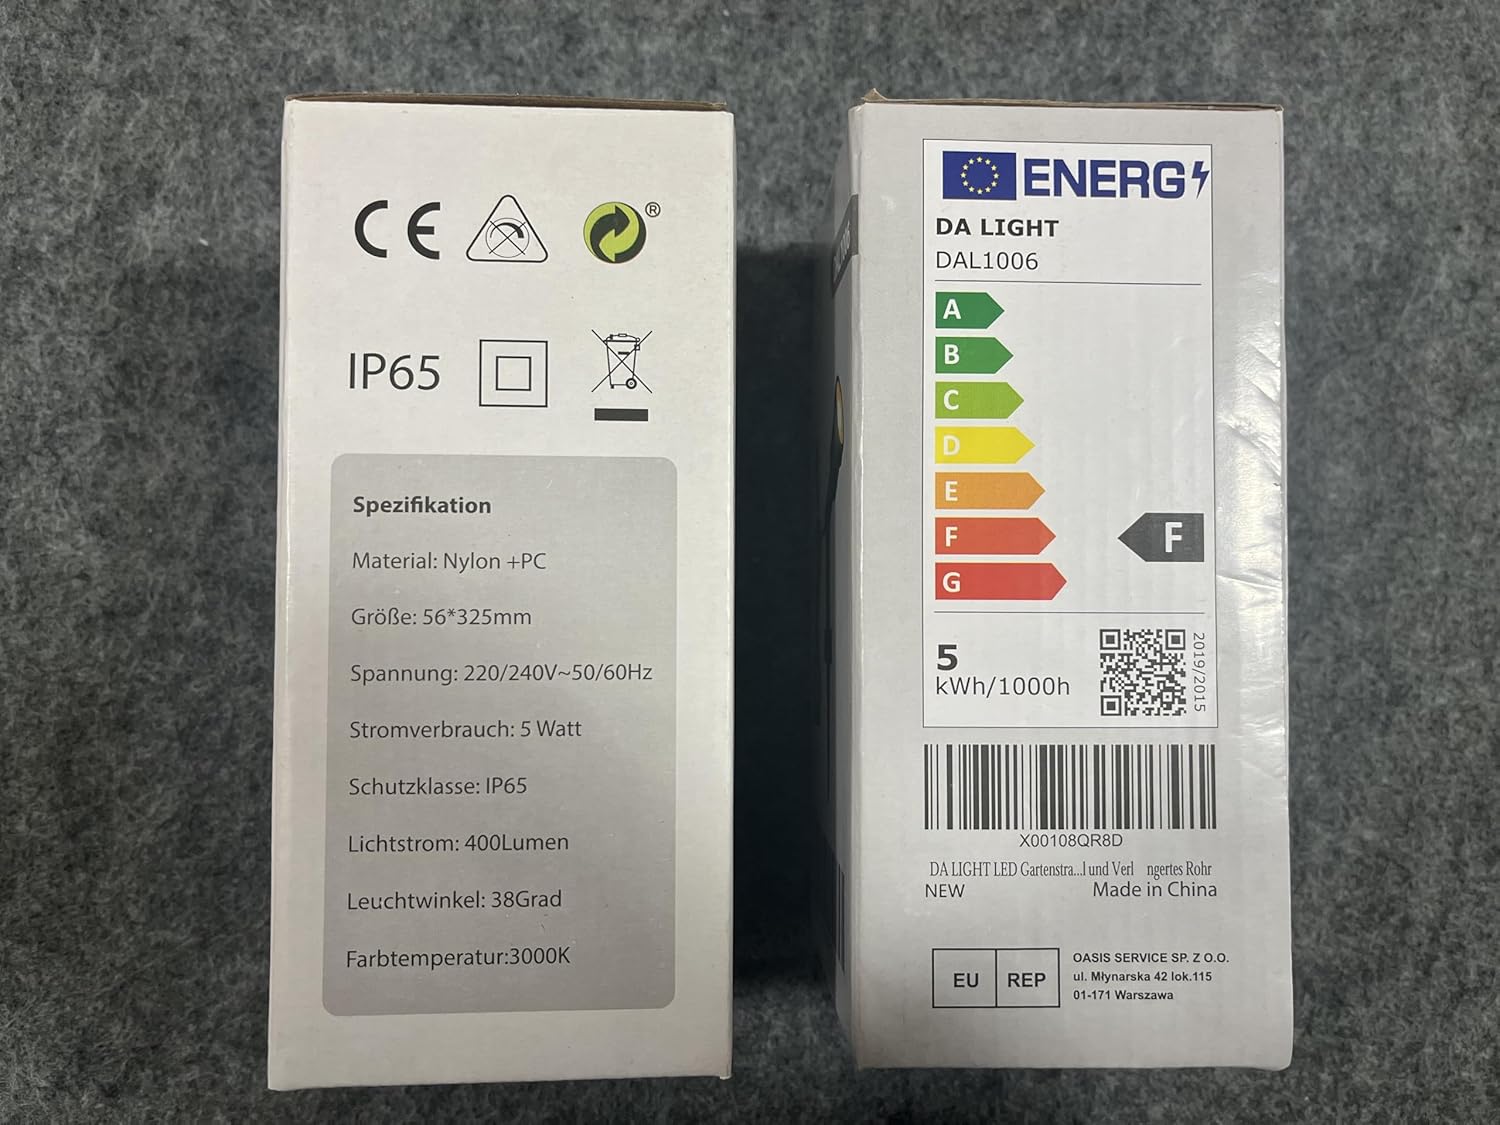 CE
®
IP65
Spezifikation
Material: Nylon +PC
Größe: 56*325mm
Spannung: 220/240V~50/60Hz
Stromverbrauch: 5 Watt
Schutzklasse: IP65
Lichtstrom: 400Lumen
Leuchtwinkel: 38Grad
Farbtemperatur:3000K
ENERG
DA LIGHT
DAL1006
A
B
C
D
E
F
F
G
5
kWh/1000h
2019/2015
X00108QR8D
DA LIGHT LED Gartenstra...l und Verl ngertes Rohr
NEW Made in China
EU REP
OASIS SERVICE SP. Z O.O.
ul. Młynarska 42 lok.115
01-171 Warszawa